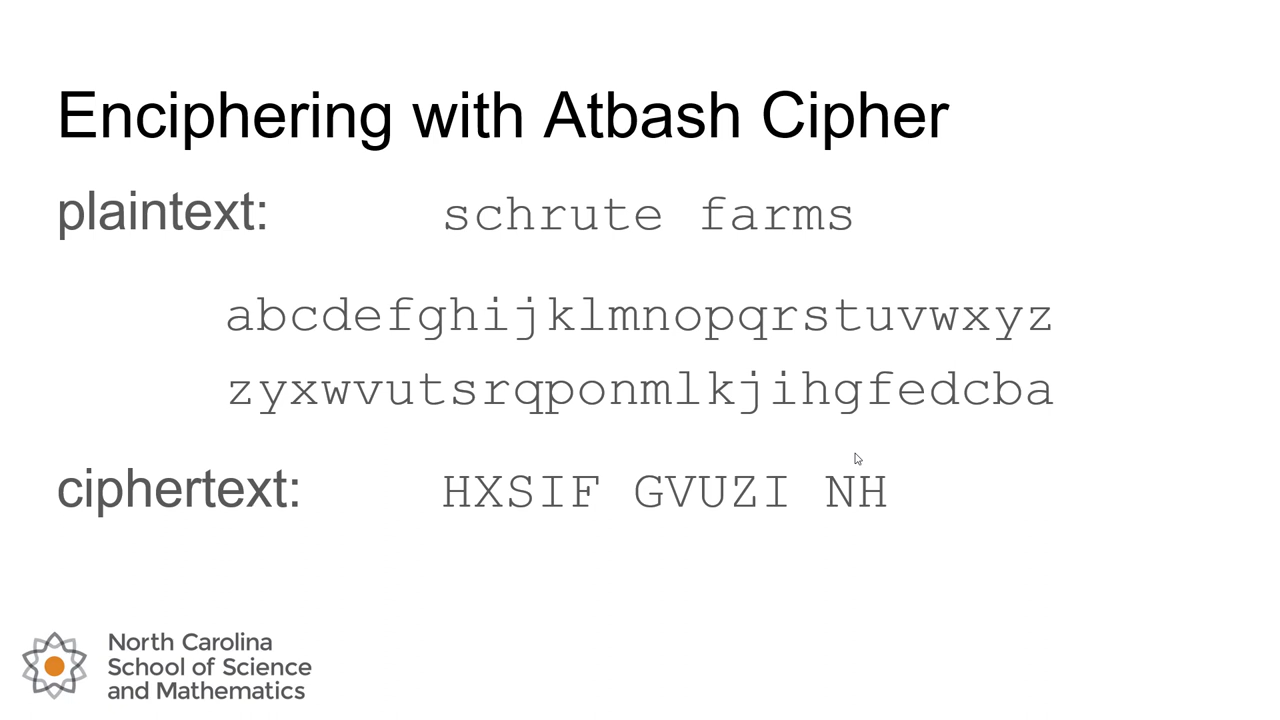 Enciphering with Atbash Cipher
plaintext: schrute farms
abcdefghijklmnopqrstuvwxyz
zyxwvutsrqponmlkjihgfedcba
ciphertext: HXSIF GVUZI NH
North Carolina
School of Science
and Mathematics